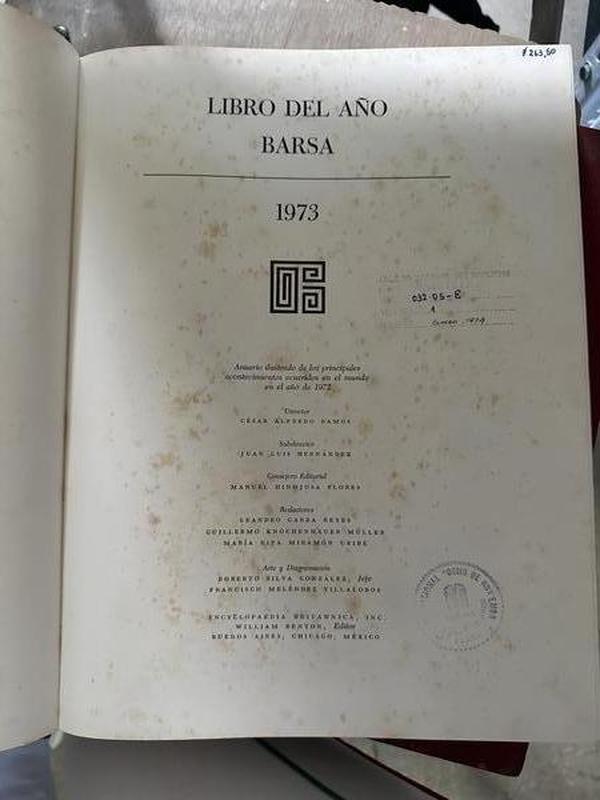 $263,50
LIBRO DEL AÑO
BARSA
1973
032-05-E
1
Anuario ilustrado de los principales
acontecimientos ocurridos en el mundo
en el año de 1972
Director
CÉSAR ALFREDO RAMOS
Subdirector
JUAN LUIS HERNÁNDEZ
Consejero Editorial
MANUEL HINOJOSA FLORES
Redactores
LEANDRO GARZA REYES
GUILLERMO KNOCHENHAUER MÜLLER
MARÍA RITA MIRAMÓN URIBE
Arte y Diagramación
ROBERTO SILVA GONZÁLEZ, Jefe
FRANCISCO MELÉNDEZ VILLALOBOS
ENCYCLOPAEDIA BRITANNICA, INC.
WILLIAM BENTON, Editor
BUENOS AIRES, CHICAGO, MÉXICO